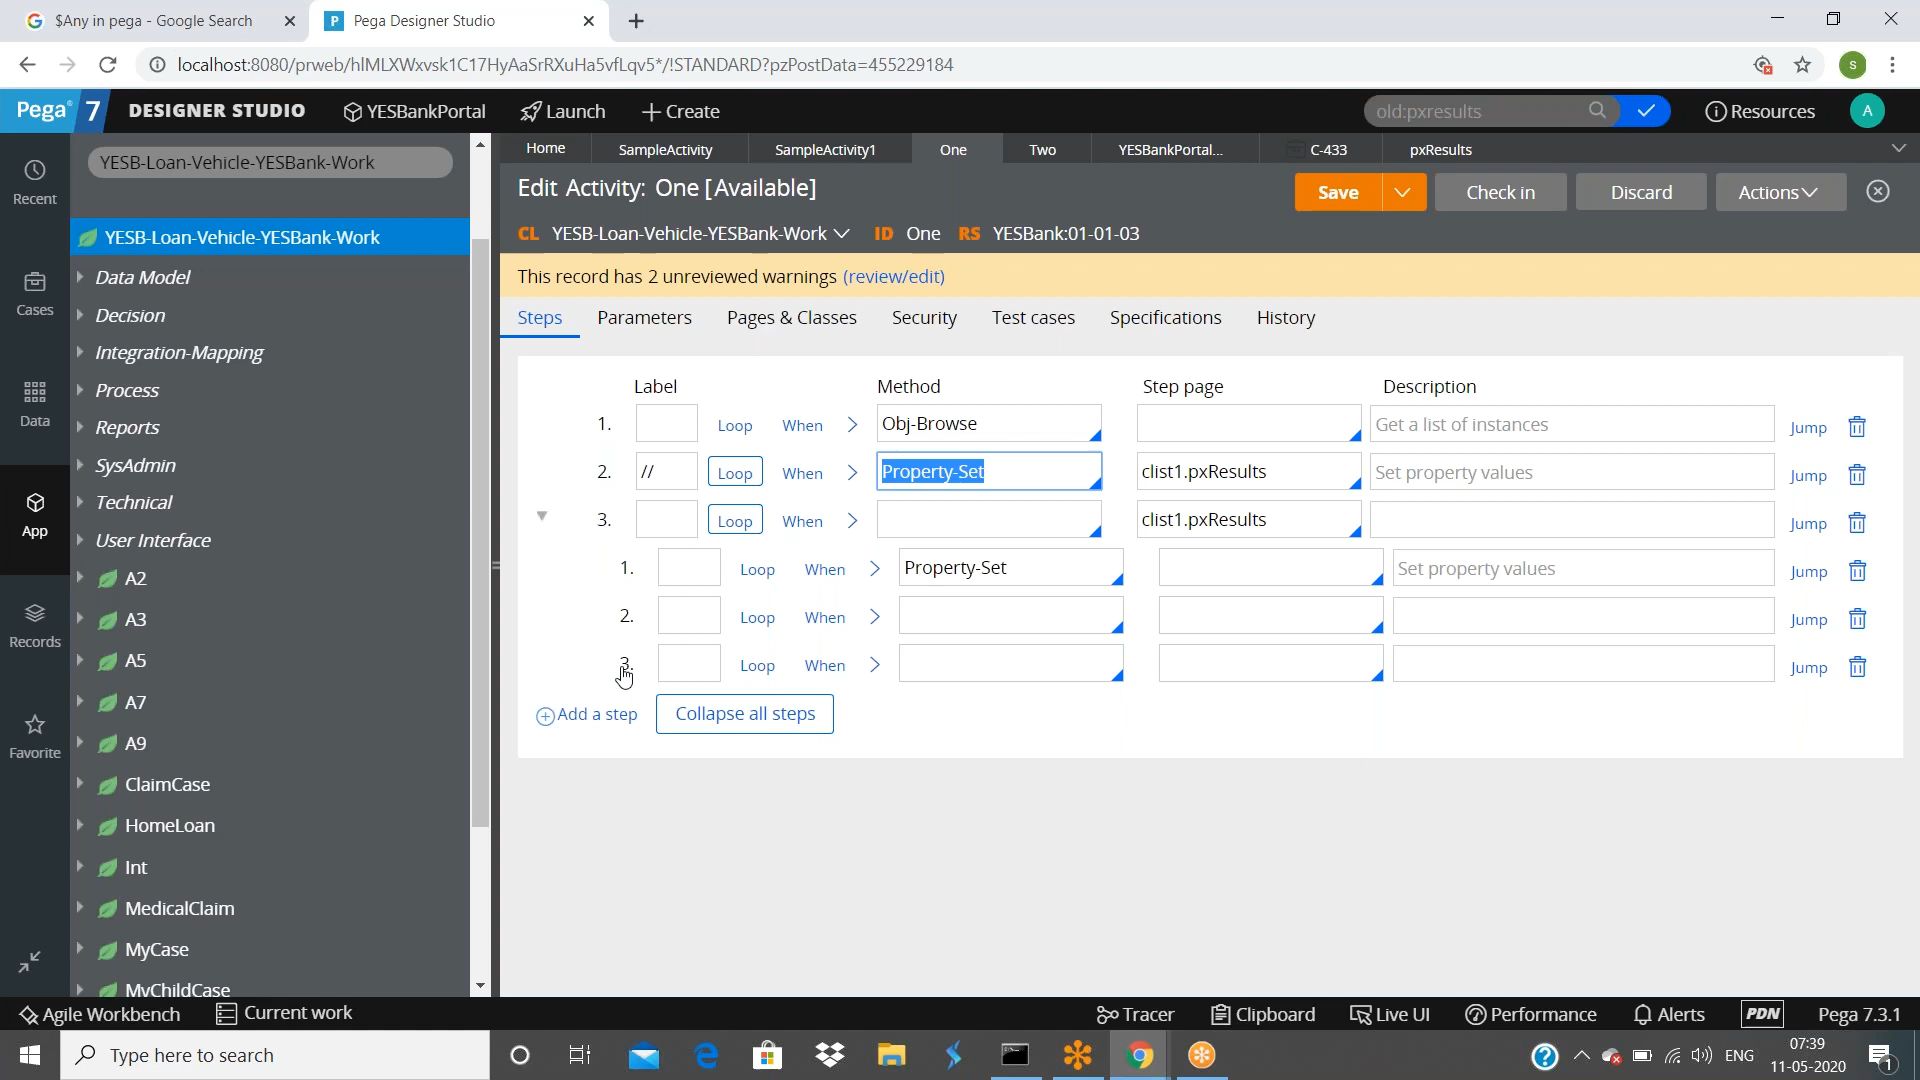 $Any in pega - Google Search
Pega Designer Studio
localhost:8080/prweb/hIMLXWxvsk1C17HyAaSrRXuHa5vfLqv5*/!STANDARD?pzPostData=455229184
s
Pega 7 DESIGNER STUDIO YESBankPortal Launch Create
old:pxresults
Resources
A
YESB-Loan-Vehicle-YESBank-Work
Home SampleActivity SampleActivity1 One Two YESBankPortal... C-433 pxResults
Edit Activity: One [Available]
Save Check in Discard Actions
CL YESB-Loan-Vehicle-YESBank-Work ID One RS YESBank:01-01-03
This record has 2 unreviewed warnings (review/edit)
Steps Parameters Pages & Classes Security Test cases Specifications History
Recent
Cases
Data
App
Records
Favorite
YESB-Loan-Vehicle-YESBank-Work
Data Model
Decision
Integration-Mapping
Process
Reports
SysAdmin
Technical
User Interface
A2
A3
A5
A7
A9
ClaimCase
HomeLoan
Int
MedicalClaim
MyCase
MyChildCase
Label Method Step page Description
1. Loop When Obj-Browse Get a list of instances Jump
2. // Loop When Property-Set clist1.pxResults Set property values Jump
3. Loop When clist1.pxResults Jump
1. Loop When Property-Set Set property values Jump
2. Loop When Jump
3. Loop When Jump
Add a step Collapse all steps
Agile Workbench Current work Tracer Clipboard Live UI Performance Alerts PDN Pega 7.3.1
Type here to search
ENG
07:39
11-05-2020
1